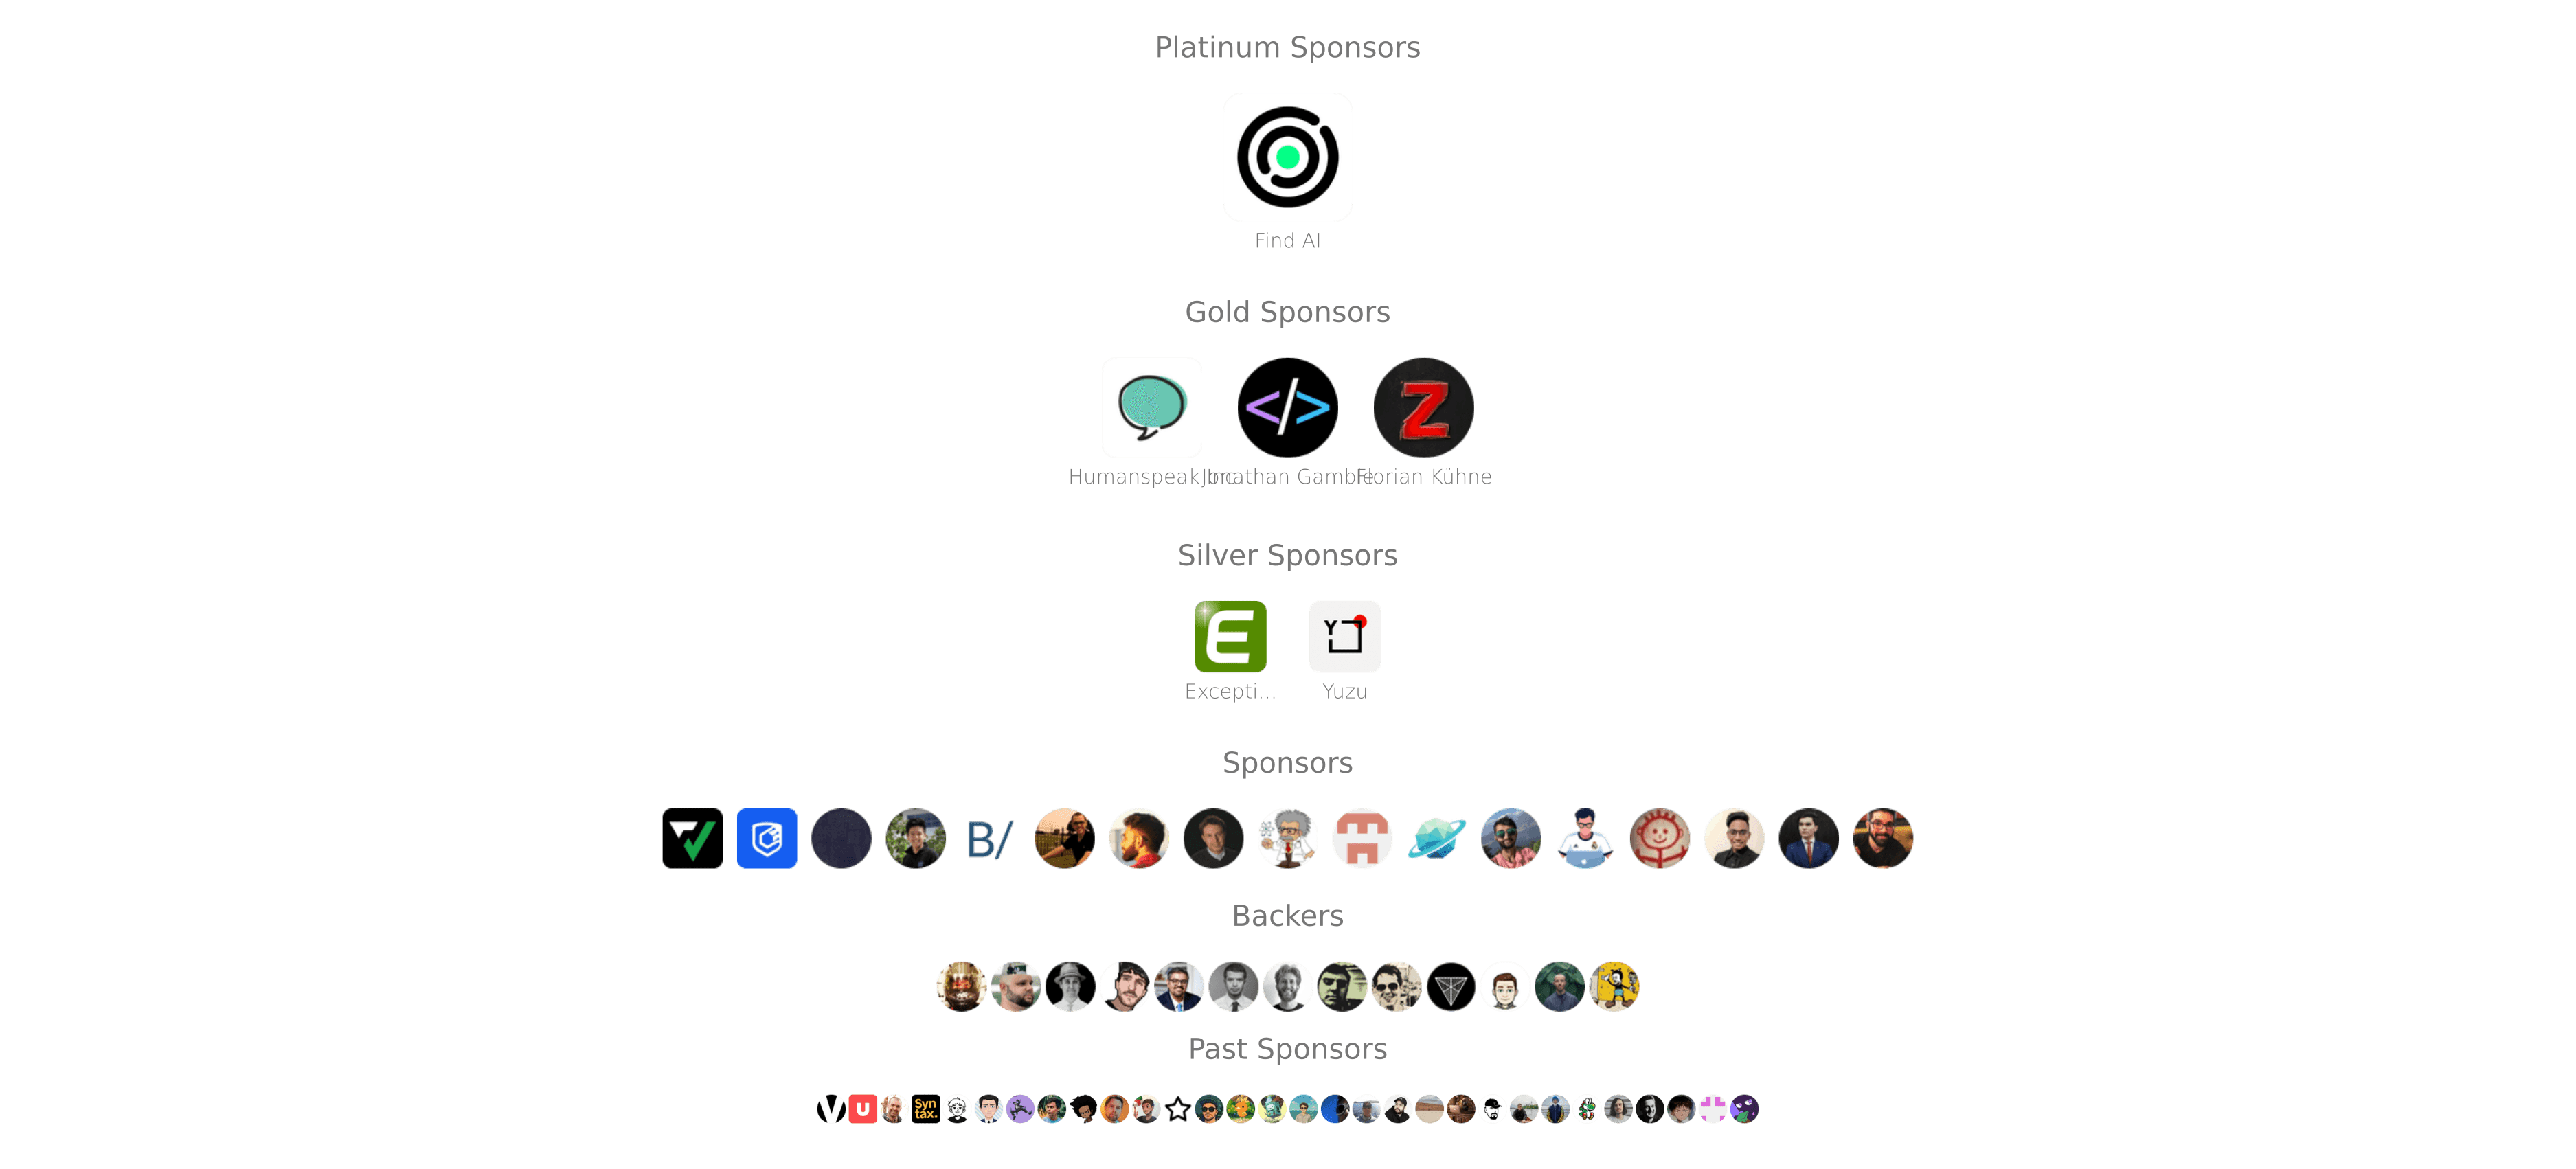 Platinum Sponsors
Find AI
Gold Sponsors
Z
Humanspeak Inc Jonathan Gamble Florian Kühne
Silver Sponsors
E Y
Excepti... Yuzu
Sponsors
B/
Backers
Past Sponsors
U
Syn
tax.